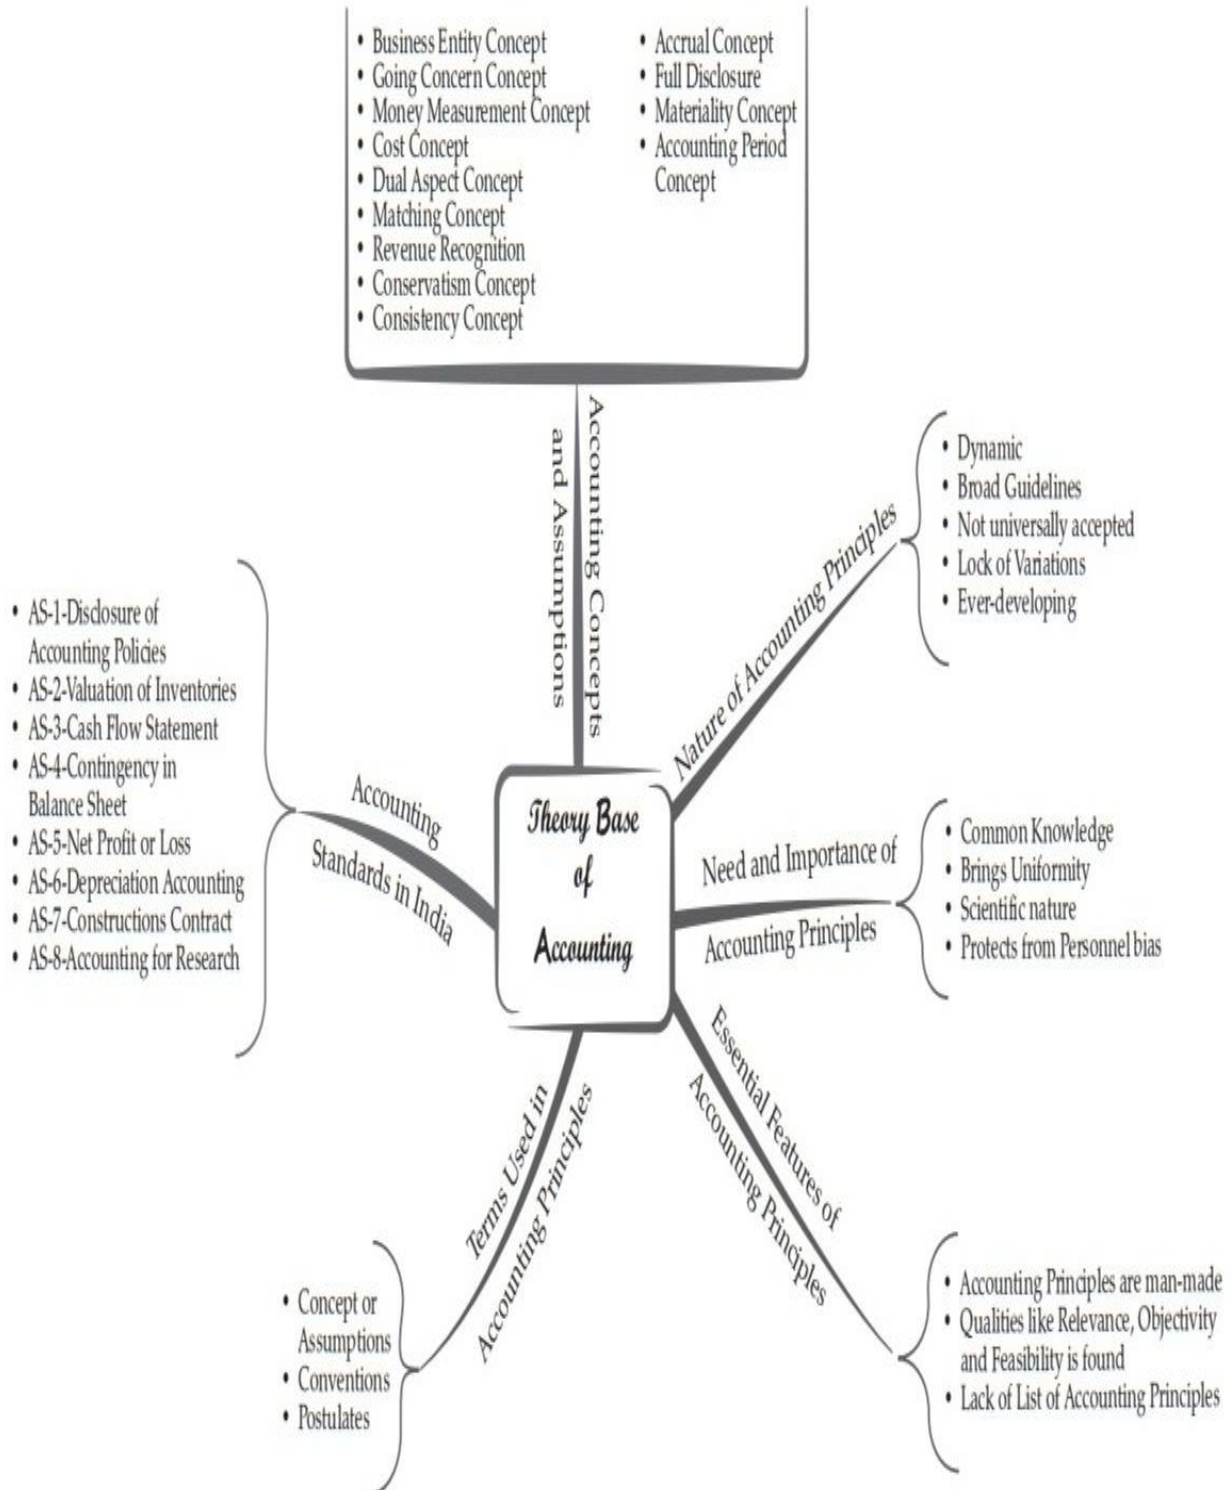 • Business Entity Concept
• Going Concern Concept
• Money Measurement Concept
• Cost Concept
• Dual Aspect Concept
• Matching Concept
• Revenue Recognition
• Conservatism Concept
• Consistency Concept
• Accrual Concept
• Full Disclosure
• Materiality Concept
• Accounting Period
Concept
Accounting Concepts
and Assumptions
Nature of Accounting Principles
• Dynamic
• Broad Guidelines
• Not universally accepted
• Lock of Variations
• Ever-developing
Theory Base
of
Accounting
Need and Importance of
Accounting Principles
• Common Knowledge
• Brings Uniformity
• Scientific nature
• Protects from Personnel bias
Essential Features of
Accounting Principles
• Accounting Principles are man-made
• Qualities like Relevance, Objectivity
and Feasibility is found
• Lack of List of Accounting Principles
Terms Used in
Accounting Principles
• Concept or
Assumptions
• Conventions
• Postulates
Accounting
Standards in India
• AS-1-Disclosure of
Accounting Policies
• AS-2-Valuation of Inventories
• AS-3-Cash Flow Statement
• AS-4-Contingency in
Balance Sheet
• AS-5-Net Profit or Loss
• AS-6-Depreciation Accounting
• AS-7-Constructions Contract
• AS-8-Accounting for Research